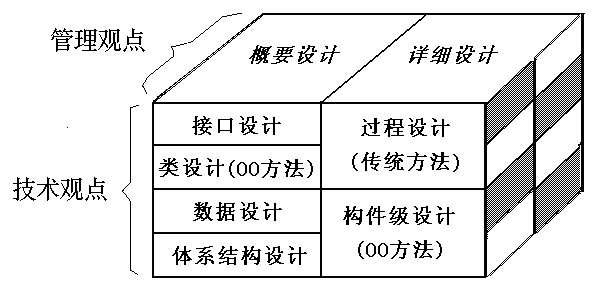 管理观点
概要设计
详细设计
技术观点
接口设计
类设计(OO方法)
数据设计
体系结构设计
过程设计
(传统方法)
构件级设计
(OO方法)